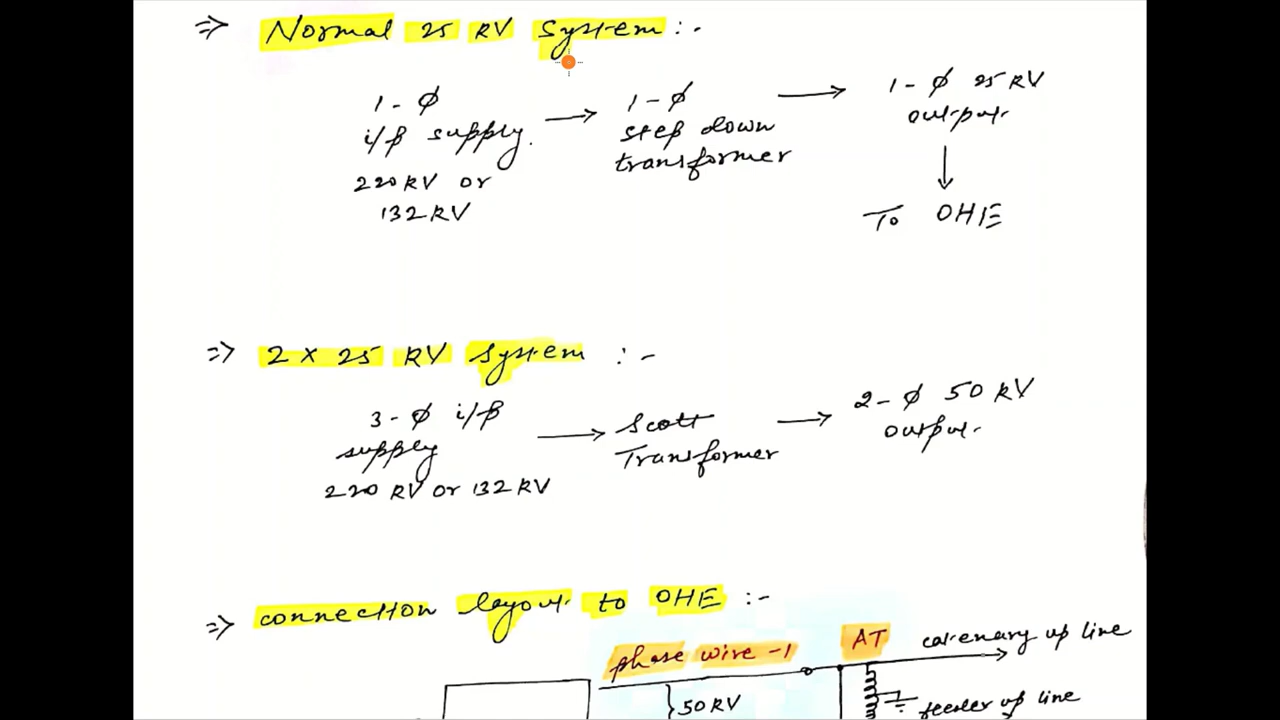 => Normal 25 KV System :-
1-φ
i/p supply
220 KV or
132 KV
1-φ
step down
transformer
1-φ 25 KV
output
To OHE
=> 2 x 25 KV System :-
3-φ i/p
supply
220 KV or 132 KV
Scott
Transformer
2-φ 50 KV
output
=> connection layout to OHE :-
phase wire -1
AT
catenary up line
50 KV
feeder up line